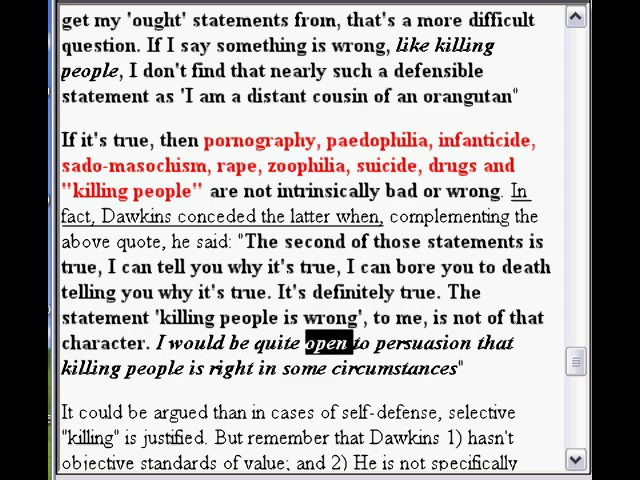 get my 'ought' statements from, that's a more difficult
question. If I say something is wrong, like killing
people, I don't find that nearly such a defensible
statement as 'I am a distant cousin of an orangutan"
If it's true, then pornography, paedophilia, infanticide,
sado-masochism, rape, zoophilia, suicide, drugs and
"killing people" are not intrinsically bad or wrong. In
fact, Dawkins conceded the latter when, complementing the
above quote, he said: "The second of those statements is
true, I can tell you why it's true, I can bore you to death
telling you why it's true. It's definitely true. The
statement 'killing people is wrong', to me, is not of that
character. I would be quite open to persuasion that
killing people is right in some circumstances"
It could be argued than in cases of self-defense, selective
"killing" is justified. But remember that Dawkins 1) hasn't
objective standards of value; and 2) He is not specifically